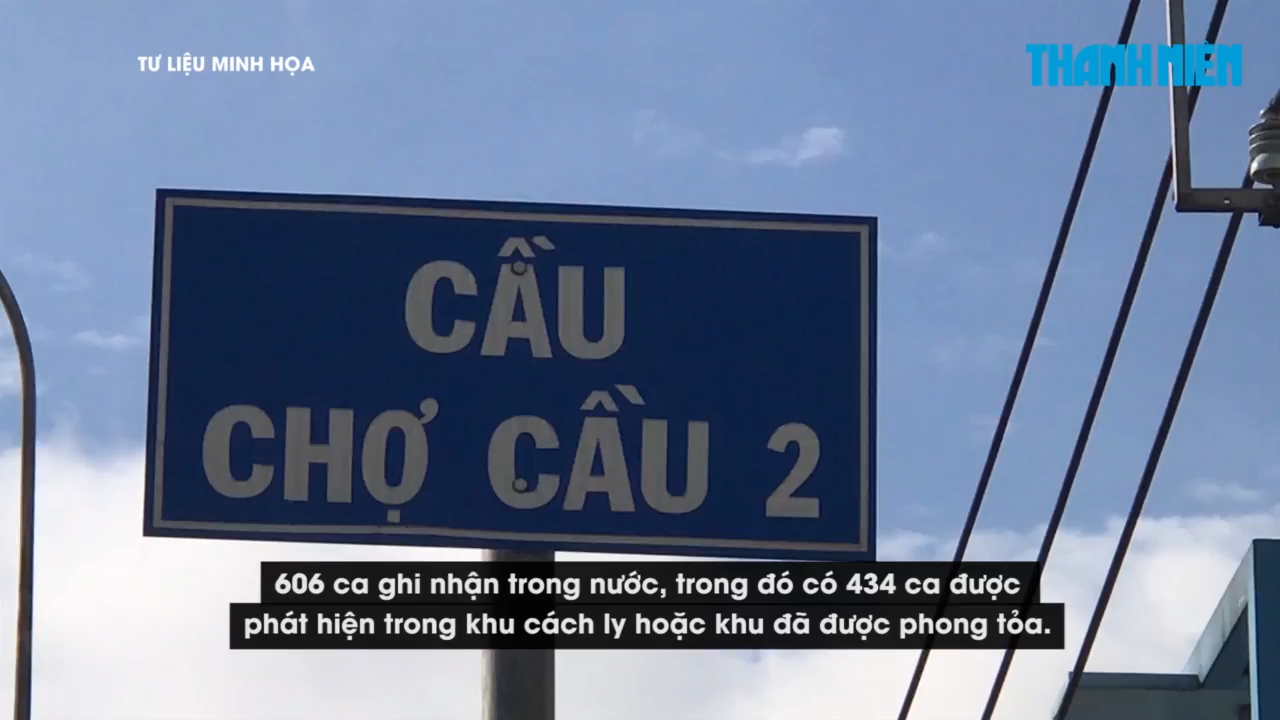 TƯ LIỆU MINH HỌA
THANH NIÊN
CẦU
CHỢ CẦU 2
606 ca ghi nhận trong nước, trong đó có 434 ca được
phát hiện trong khu cách ly hoặc khu đã được phong tỏa.